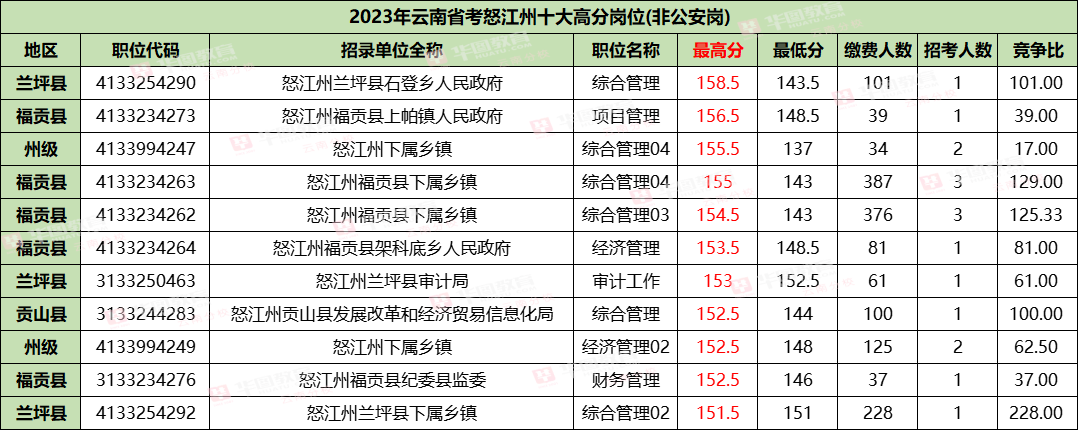 2023年云南省考怒江州十大高分岗位(非公安岗)
地区 职位代码 招录单位全称 职位名称 最高分 最低分 缴费人数 招考人数 竞争比
兰坪县 4133254290 怒江州兰坪县石登乡人民政府 综合管理 158.5 143.5 101 1 101.00
福贡县 4133234273 怒江州福贡县上帕镇人民政府 项目管理 156.5 148.5 39 1 39.00
州级 4133994247 怒江州下属乡镇 综合管理04 155.5 137 34 2 17.00
福贡县 4133234263 怒江州福贡县下属乡镇 综合管理04 155 143 387 3 129.00
福贡县 4133234262 怒江州福贡县下属乡镇 综合管理03 154.5 143 376 3 125.33
福贡县 4133234264 怒江州福贡县架科底乡人民政府 经济管理 153.5 148.5 81 1 81.00
兰坪县 3133250463 怒江州兰坪县审计局 审计工作 153 152.5 61 1 61.00
贡山县 3133244283 怒江州贡山县发展改革和经济贸易信息化局 综合管理 152.5 144 100 1 100.00
州级 4133994249 怒江州下属乡镇 经济管理02 152.5 148 125 2 62.50
福贡县 3133234276 怒江州福贡县纪委县监委 财务管理 152.5 146 37 1 37.00
兰坪县 4133254292 怒江州兰坪县下属乡镇 综合管理02 151.5 151 228 1 228.00